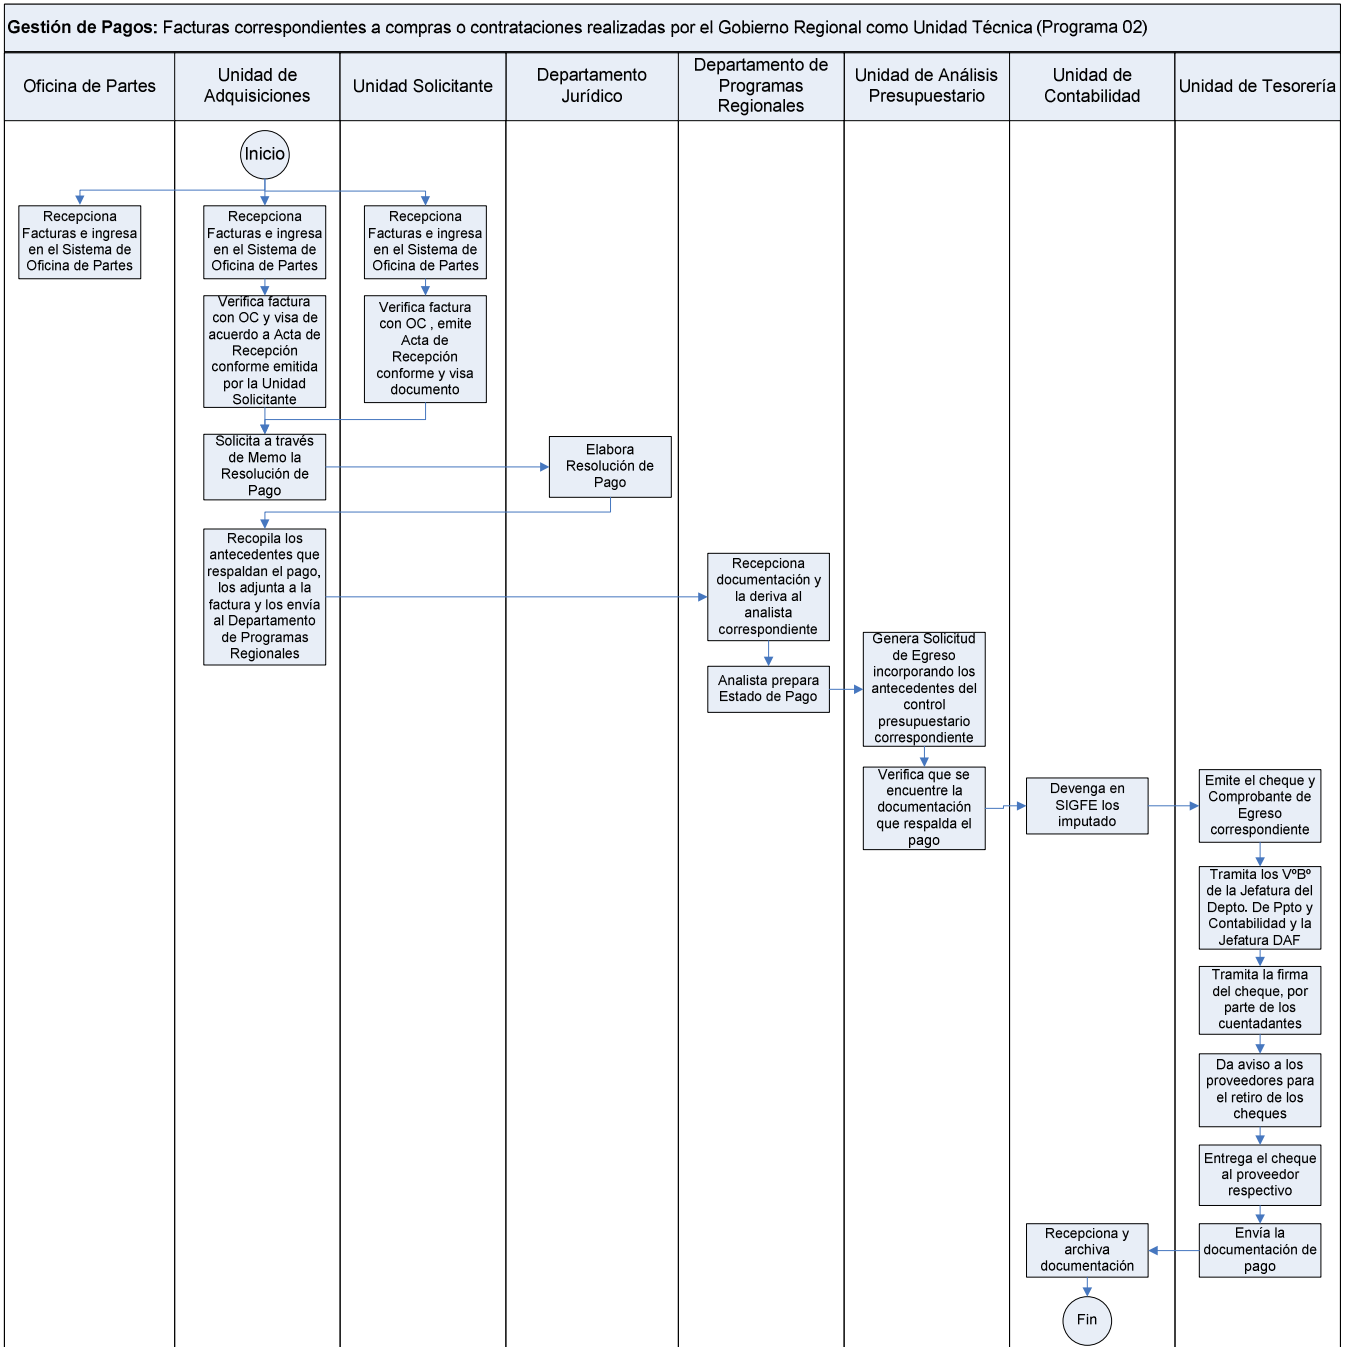 Gestión de Pagos: Facturas correspondientes a compras o contrataciones realizadas por el Gobierno Regional como Unidad Técnica (Programa 02)
Oficina de Partes
Unidad de
Adquisiciones
Unidad Solicitante
Departamento
Jurídico
Departamento de
Programas
Regionales
Unidad de Análisis
Presupuestario
Unidad de
Contabilidad
Unidad de Tesorería
Inicio
Recepciona
Facturas e ingresa
en el Sistema de
Oficina de Partes
Recepciona
Facturas e ingresa
en el Sistema de
Oficina de Partes
Recepciona
Facturas e ingresa
en el Sistema de
Oficina de Partes
Verifica factura
con OC y visa de
acuerdo a Acta de
Recepción
conforme emitida
por la Unidad
Solicitante
Verifica factura
con OC , emite
Acta de
Recepción
conforme y visa
documento
Solicita a través
de Memo la
Resolución de
Pago
Elabora
Resolución de
Pago
Recopila los
antecedentes que
respaldan el pago,
los adjunta a la
factura y los envía
al Departamento
de Programas
Regionales
Recepciona
documentación y
la deriva al
analista
correspondiente
Analista prepara
Estado de Pago
Genera Solicitud
de Egreso
incorporando los
antecedentes del
control
presupuestario
correspondiente
Verifica que se
encuentre la
documentación
que respalda el
pago
Devenga en
SIGFE los
imputado
Emite el cheque y
Comprobante de
Egreso
correspondiente
Tramita los VºBº
de la Jefatura del
Depto. De Ppto y
Contabilidad y la
Jefatura DAF
Tramita la firma
del cheque, por
parte de los
cuentadantes
Da aviso a los
proveedores para
el retiro de los
cheques
Entrega el cheque
al proveedor
respectivo
Envía la
documentación de
pago
Recepciona y
archiva
documentación
Fin